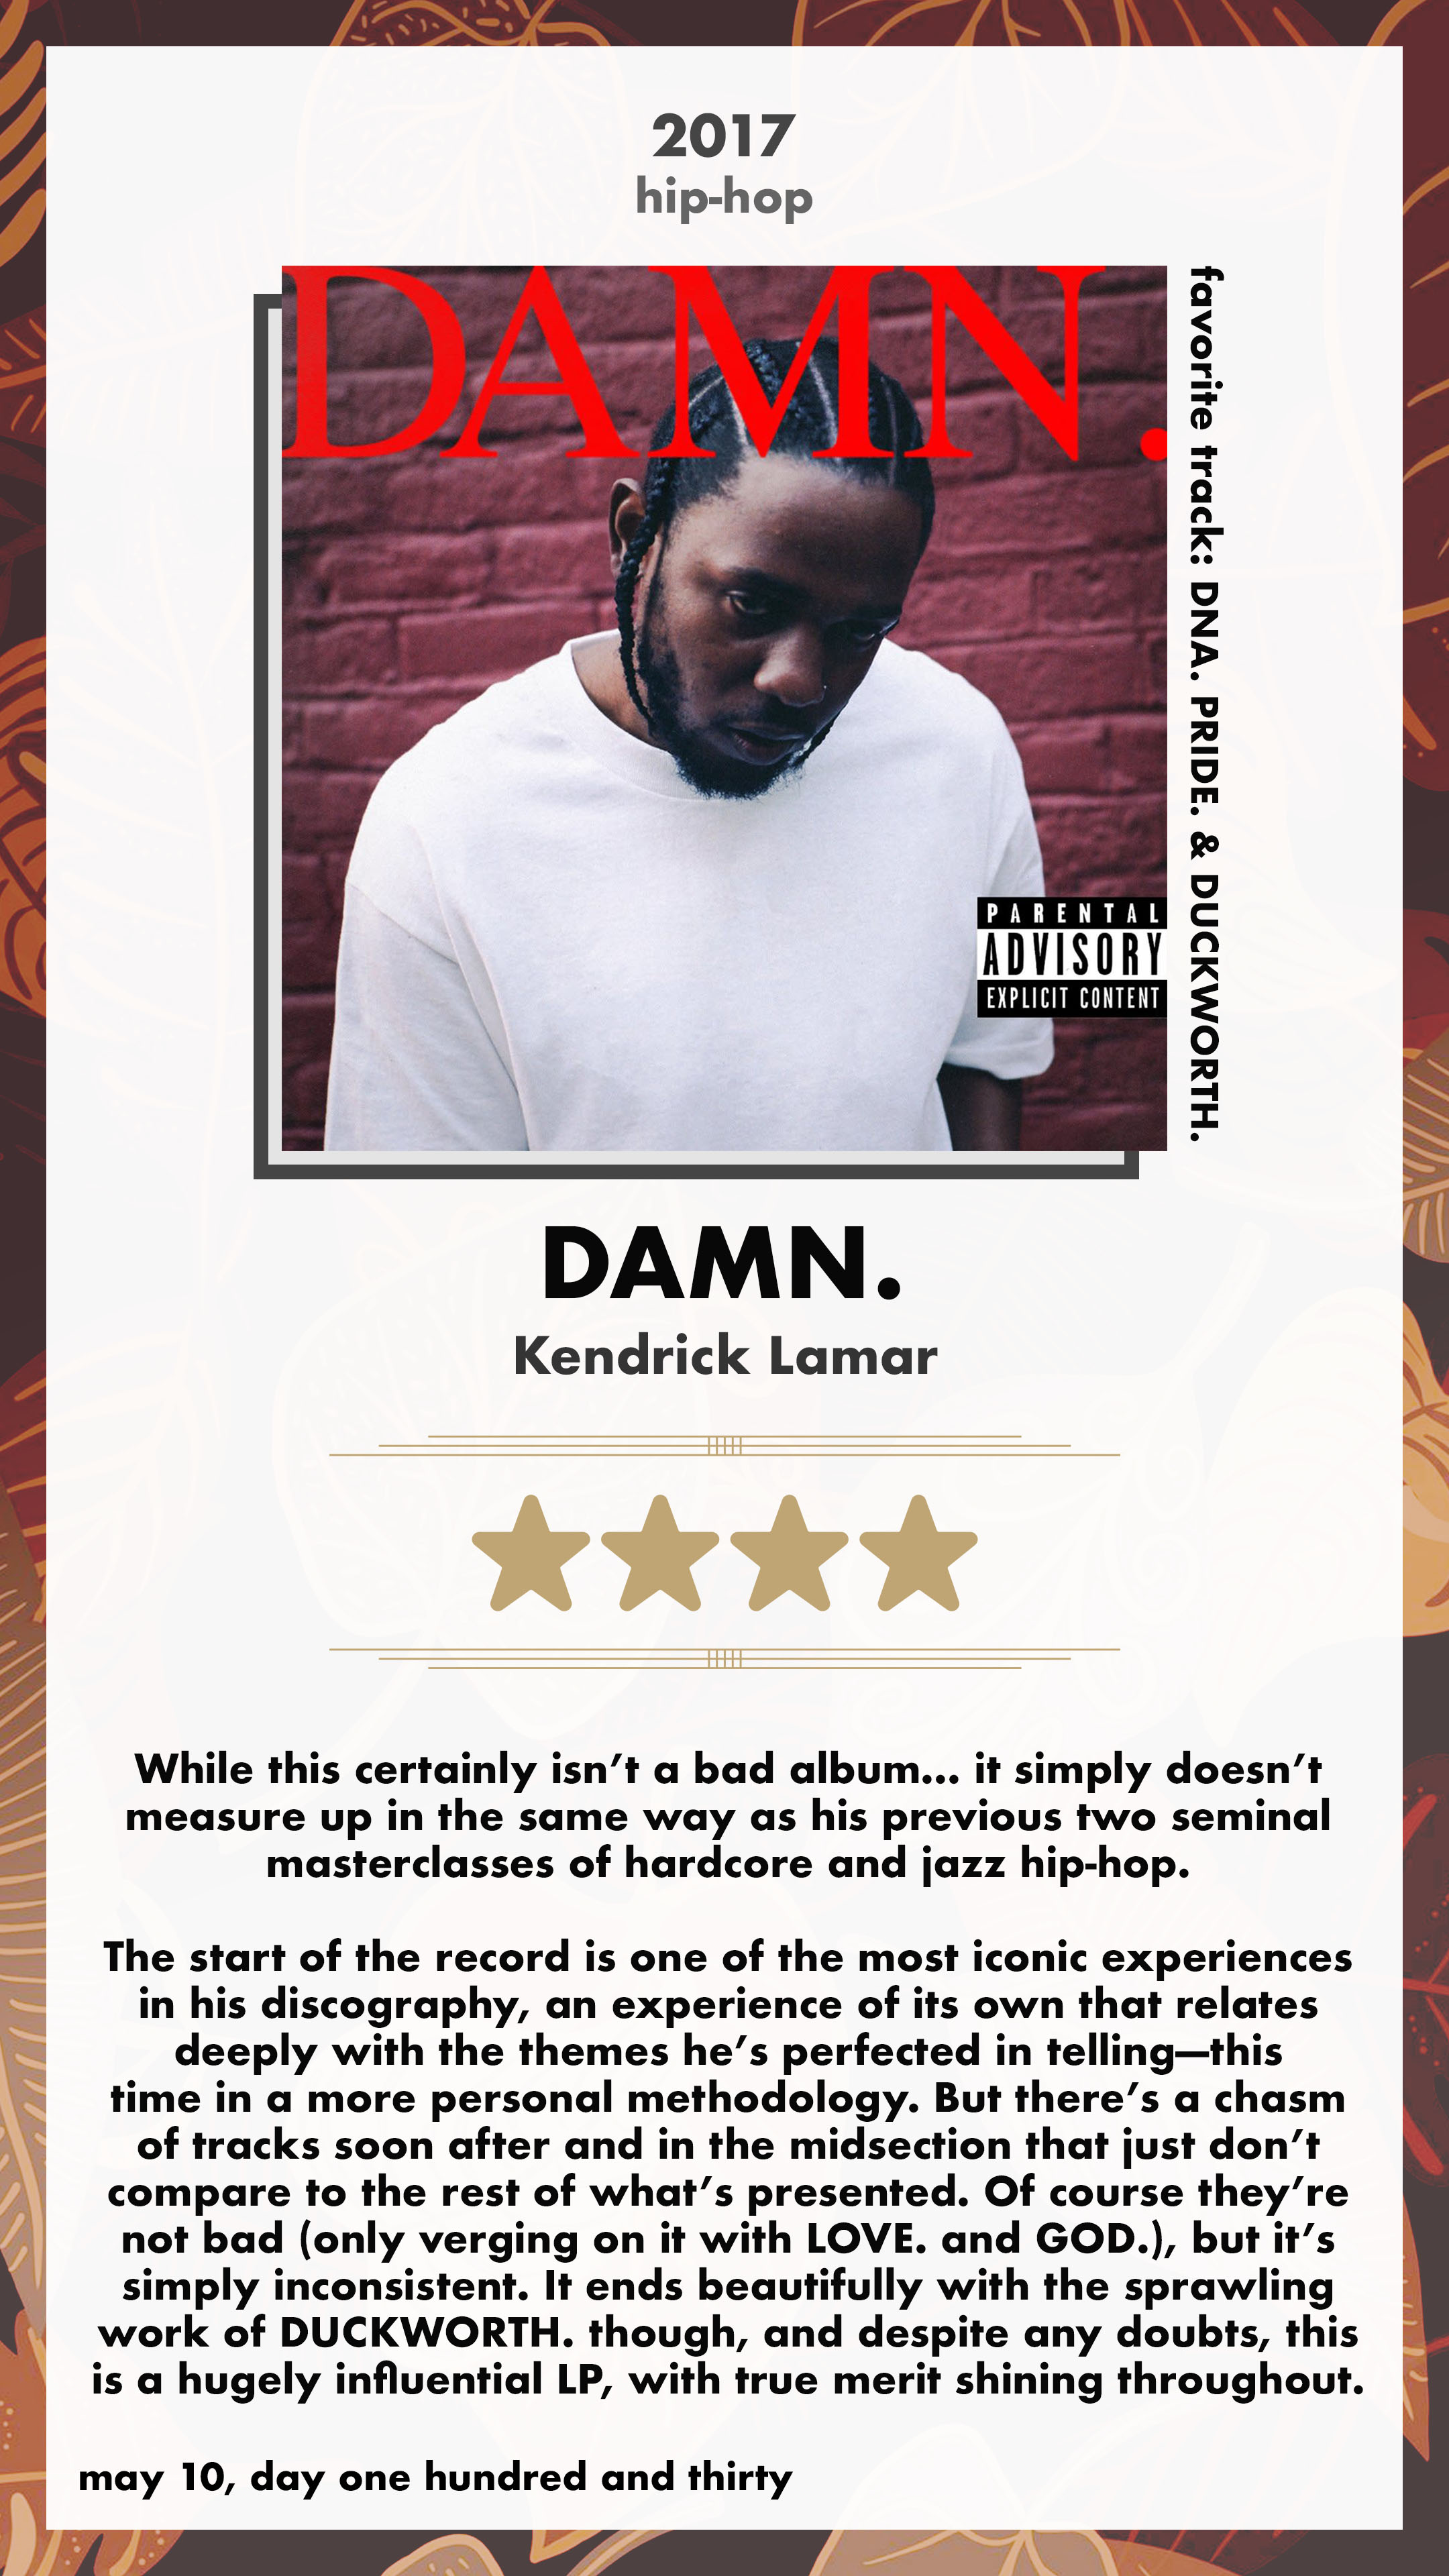 2017
hip-hop
DAMN.
favorite track: DNA. PRIDE. & DUCKWORTH.
PARENTAL
ADVISORY
EXPLICIT CONTENT
DAMN.
Kendrick Lamar
While this certainly isn’t a bad album... it simply doesn’t
measure up in the same way as his previous two seminal
masterclasses of hardcore and jazz hip-hop.
The start of the record is one of the most iconic experiences
in his discography, an experience of its own that relates
deeply with the themes he’s perfected in telling—this
time in a more personal methodology. But there’s a chasm
of tracks soon after and in the midsection that just don’t
compare to the rest of what’s presented. Of course they’re
not bad (only verging on it with LOVE. and GOD.), but it’s
simply inconsistent. It ends beautifully with the sprawling
work of DUCKWORTH. though, and despite any doubts, this
is a hugely influential LP, with true merit shining throughout.
may 10, day one hundred and thirty